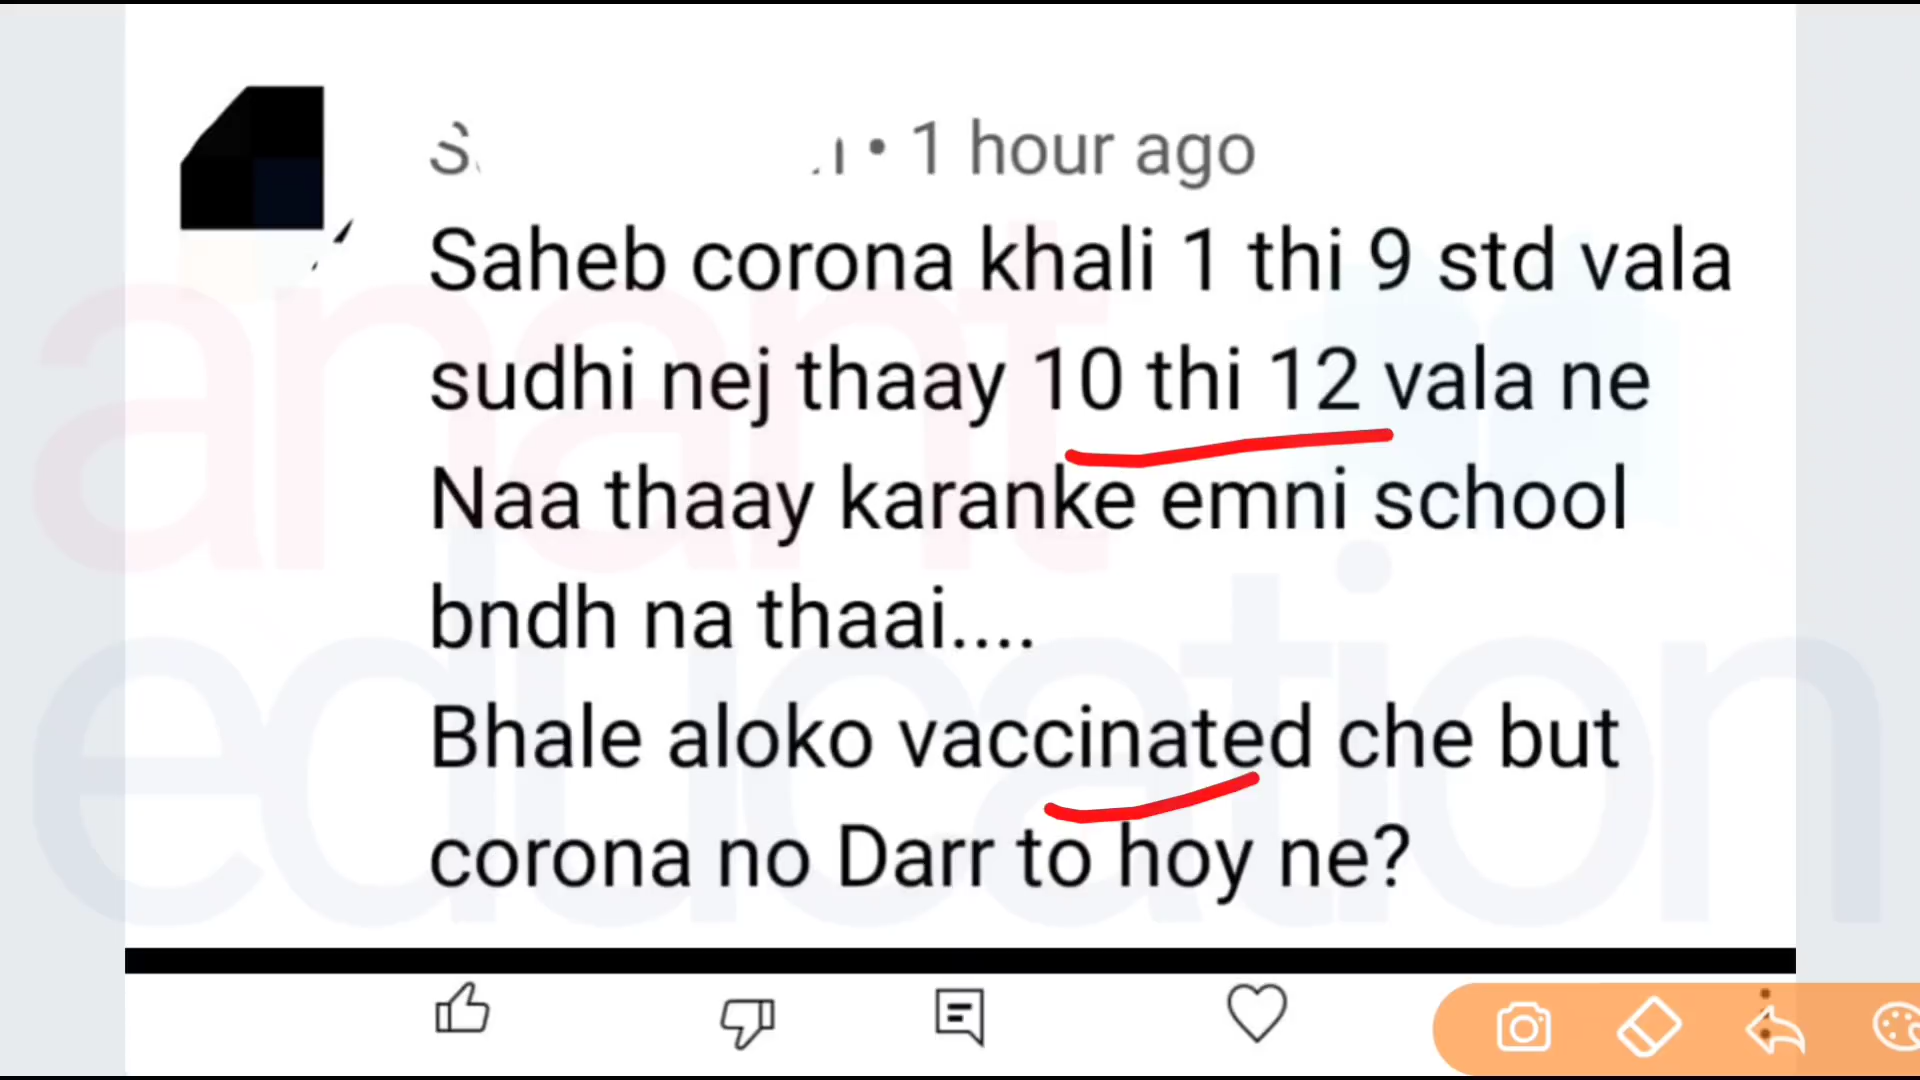 • 1 hour ago
Saheb corona khali 1 thi 9 std vala
sudhi nej thaay 10 thi 12 vala ne
Naa thaay karanke emni school
bndh na thaai....
Bhale aloko vaccinated che but
corona no Darr to hoy ne?
anant
education